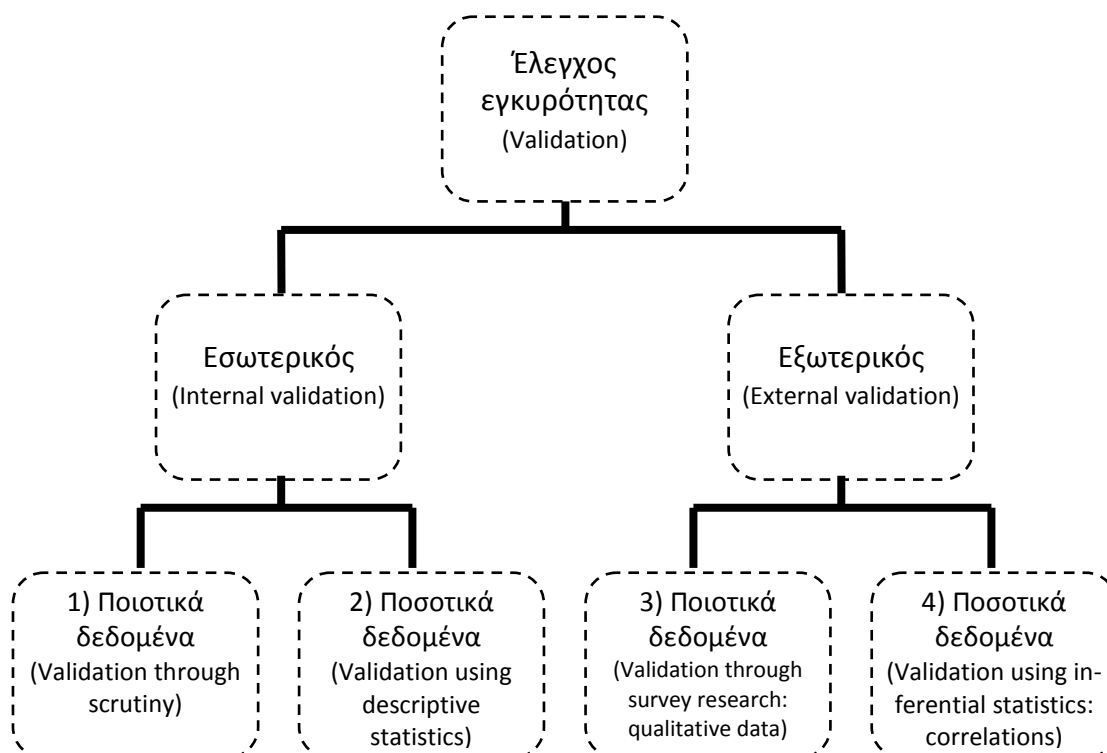 Έλεγχος
εγκυρότητας
(Validation)
Εσωτερικός
(Internal validation)
Εξωτερικός
(External validation)
1) Ποιοτικά
δεδομένα
(Validation through
scrutiny)
2) Ποσοτικά
δεδομένα
(Validation using
descriptive
statistics)
3) Ποιοτικά
δεδομένα
(Validation through
survey research:
qualitative data)
4) Ποσοτικά
δεδομένα
(Validation using in-
ferential statistics:
correlations)